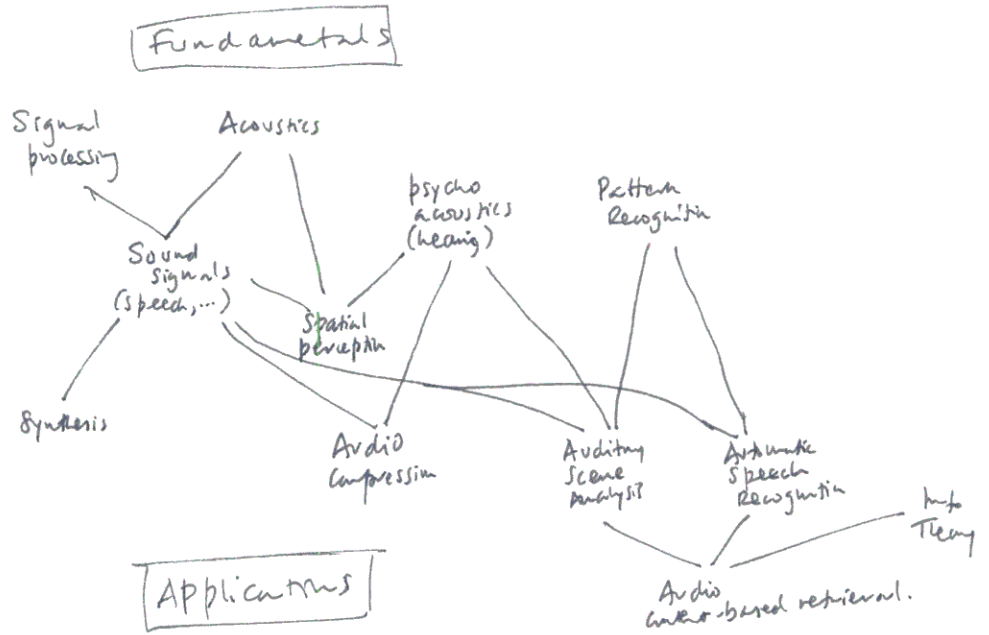 Fundametals
Signal
processing
Acoustics
psycho
acoustics
(hearing)
Pattern
Recognition
Sound
signals
(speech,...)
Spatial
perception
Synthesis
Audio
Compression
Auditory
Scene
Analysis
Automatic
Speech
Recognition
Info
Theory
Applications
Audio
content-based retrieval.